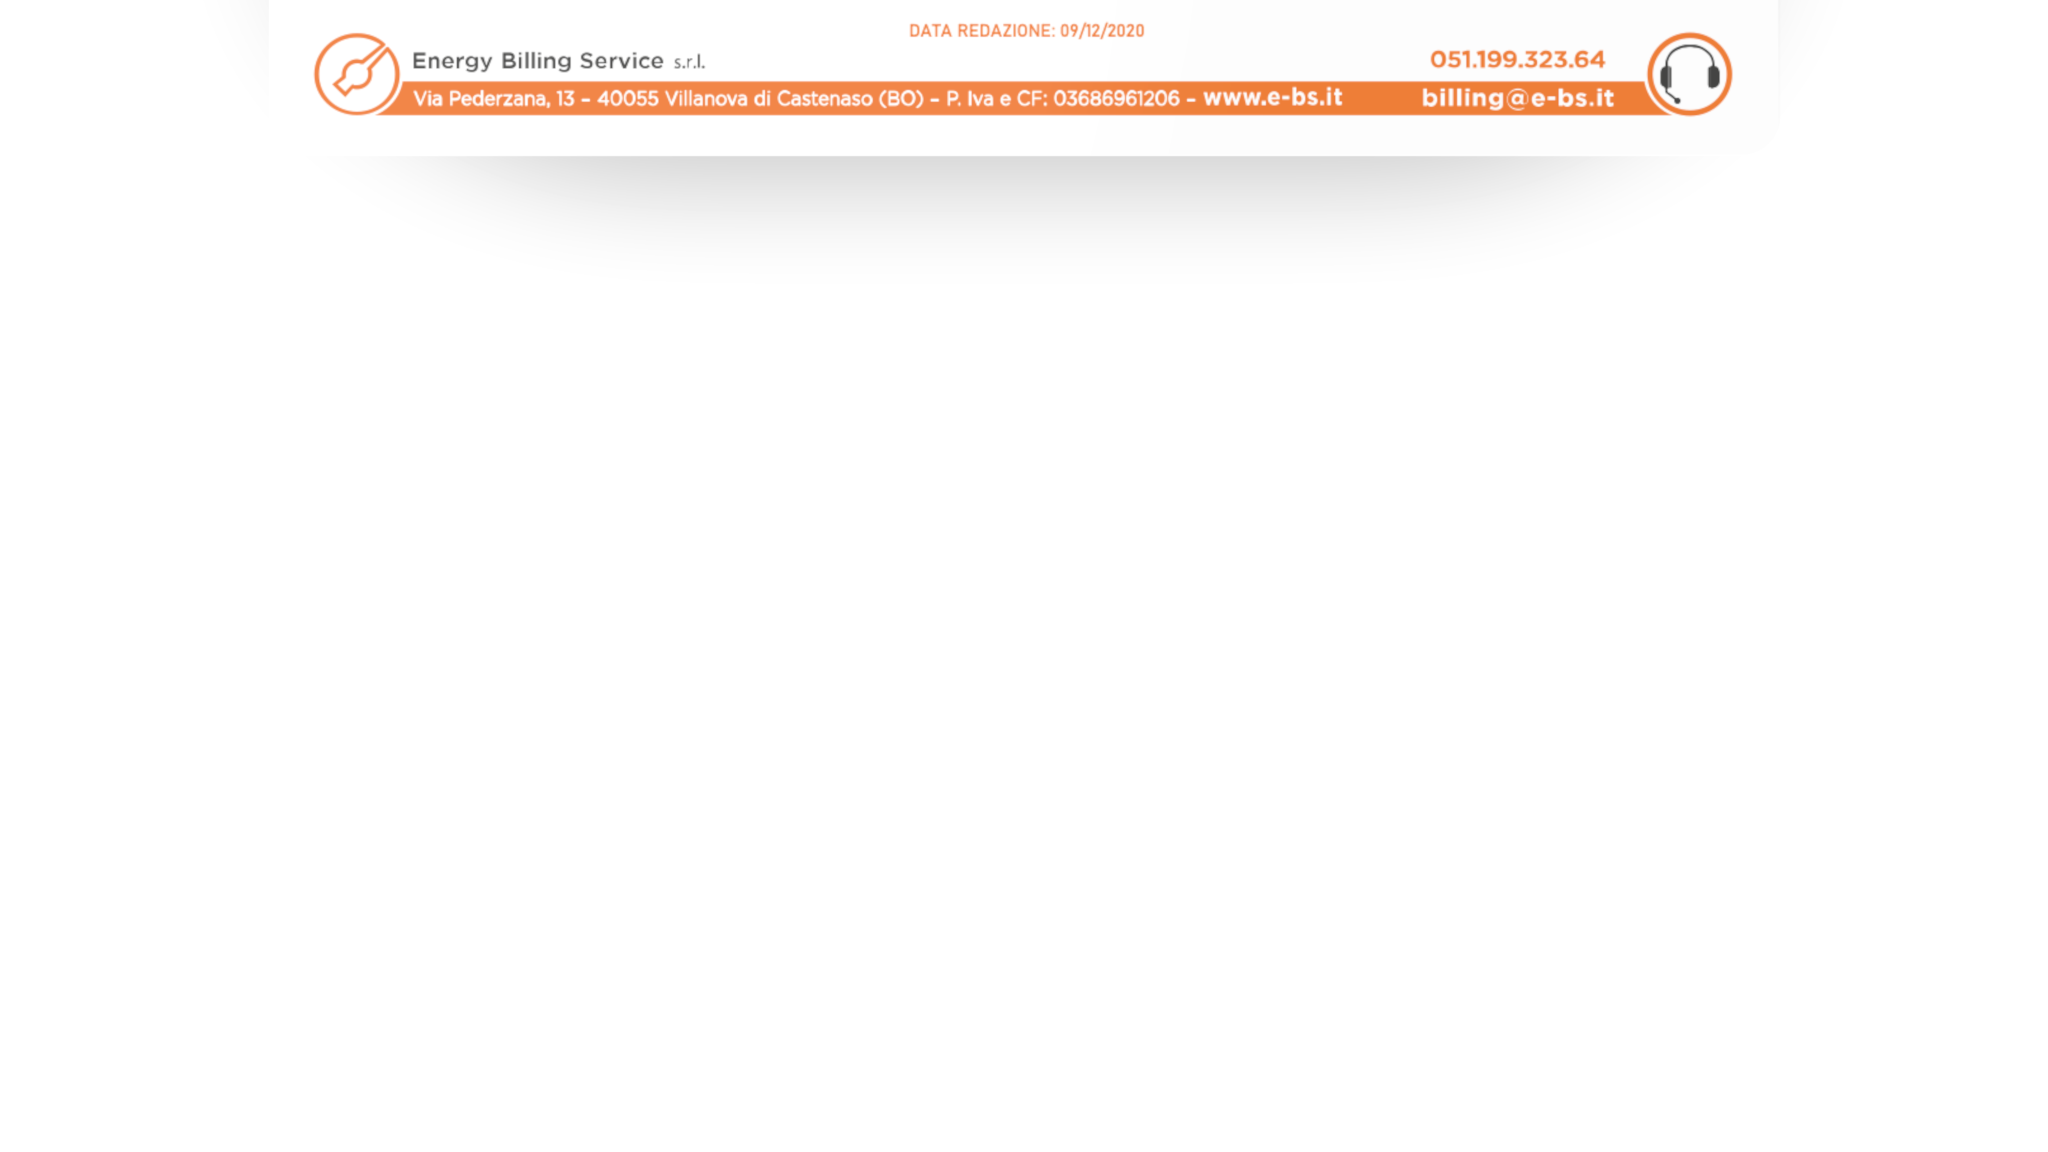 DATA REDAZIONE: 09/12/2020
Energy Billing Service s.r.l.
051.199.323.64
Via Pederzana, 13 - 40055 Villanova di Castenaso (BO) - P. Iva e CF: 03686961206 - www.e-bs.it
billing@e-bs.it